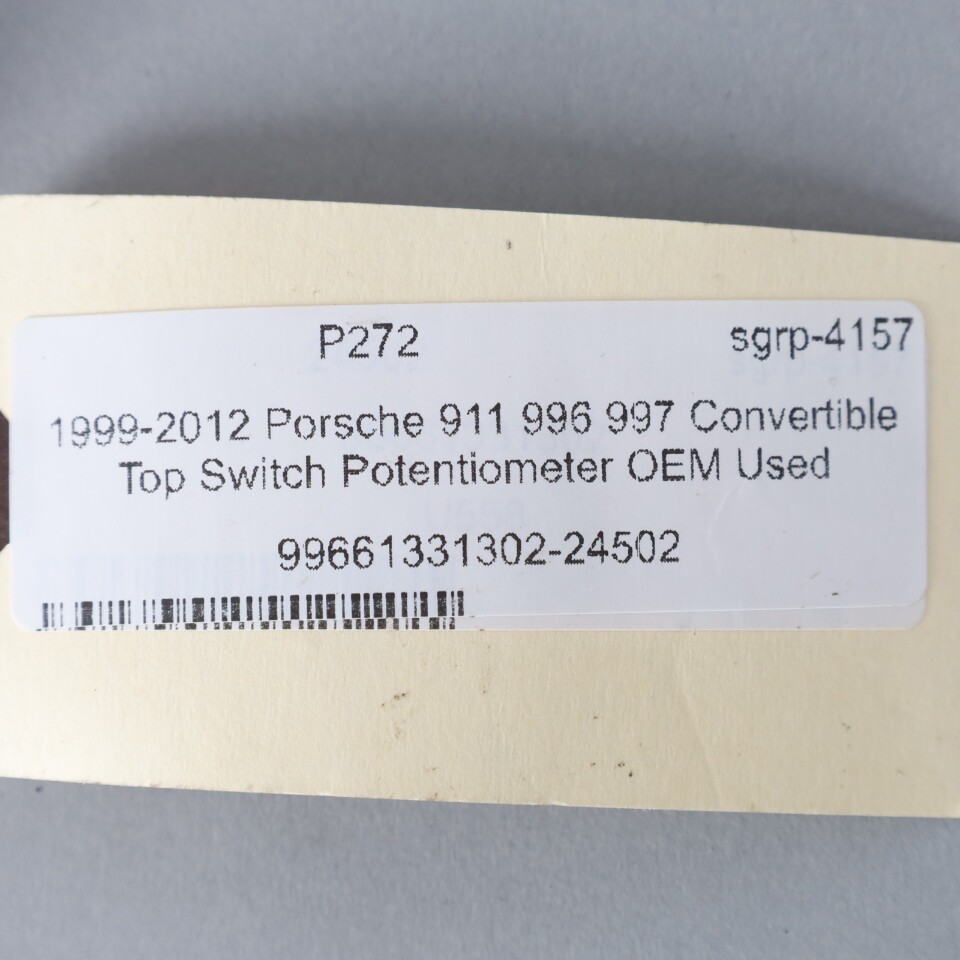 P272 sgrp-4157
1999-2012 Porsche 911 996 997 Convertible
Top Switch Potentiometer OEM Used
99661331302-24502